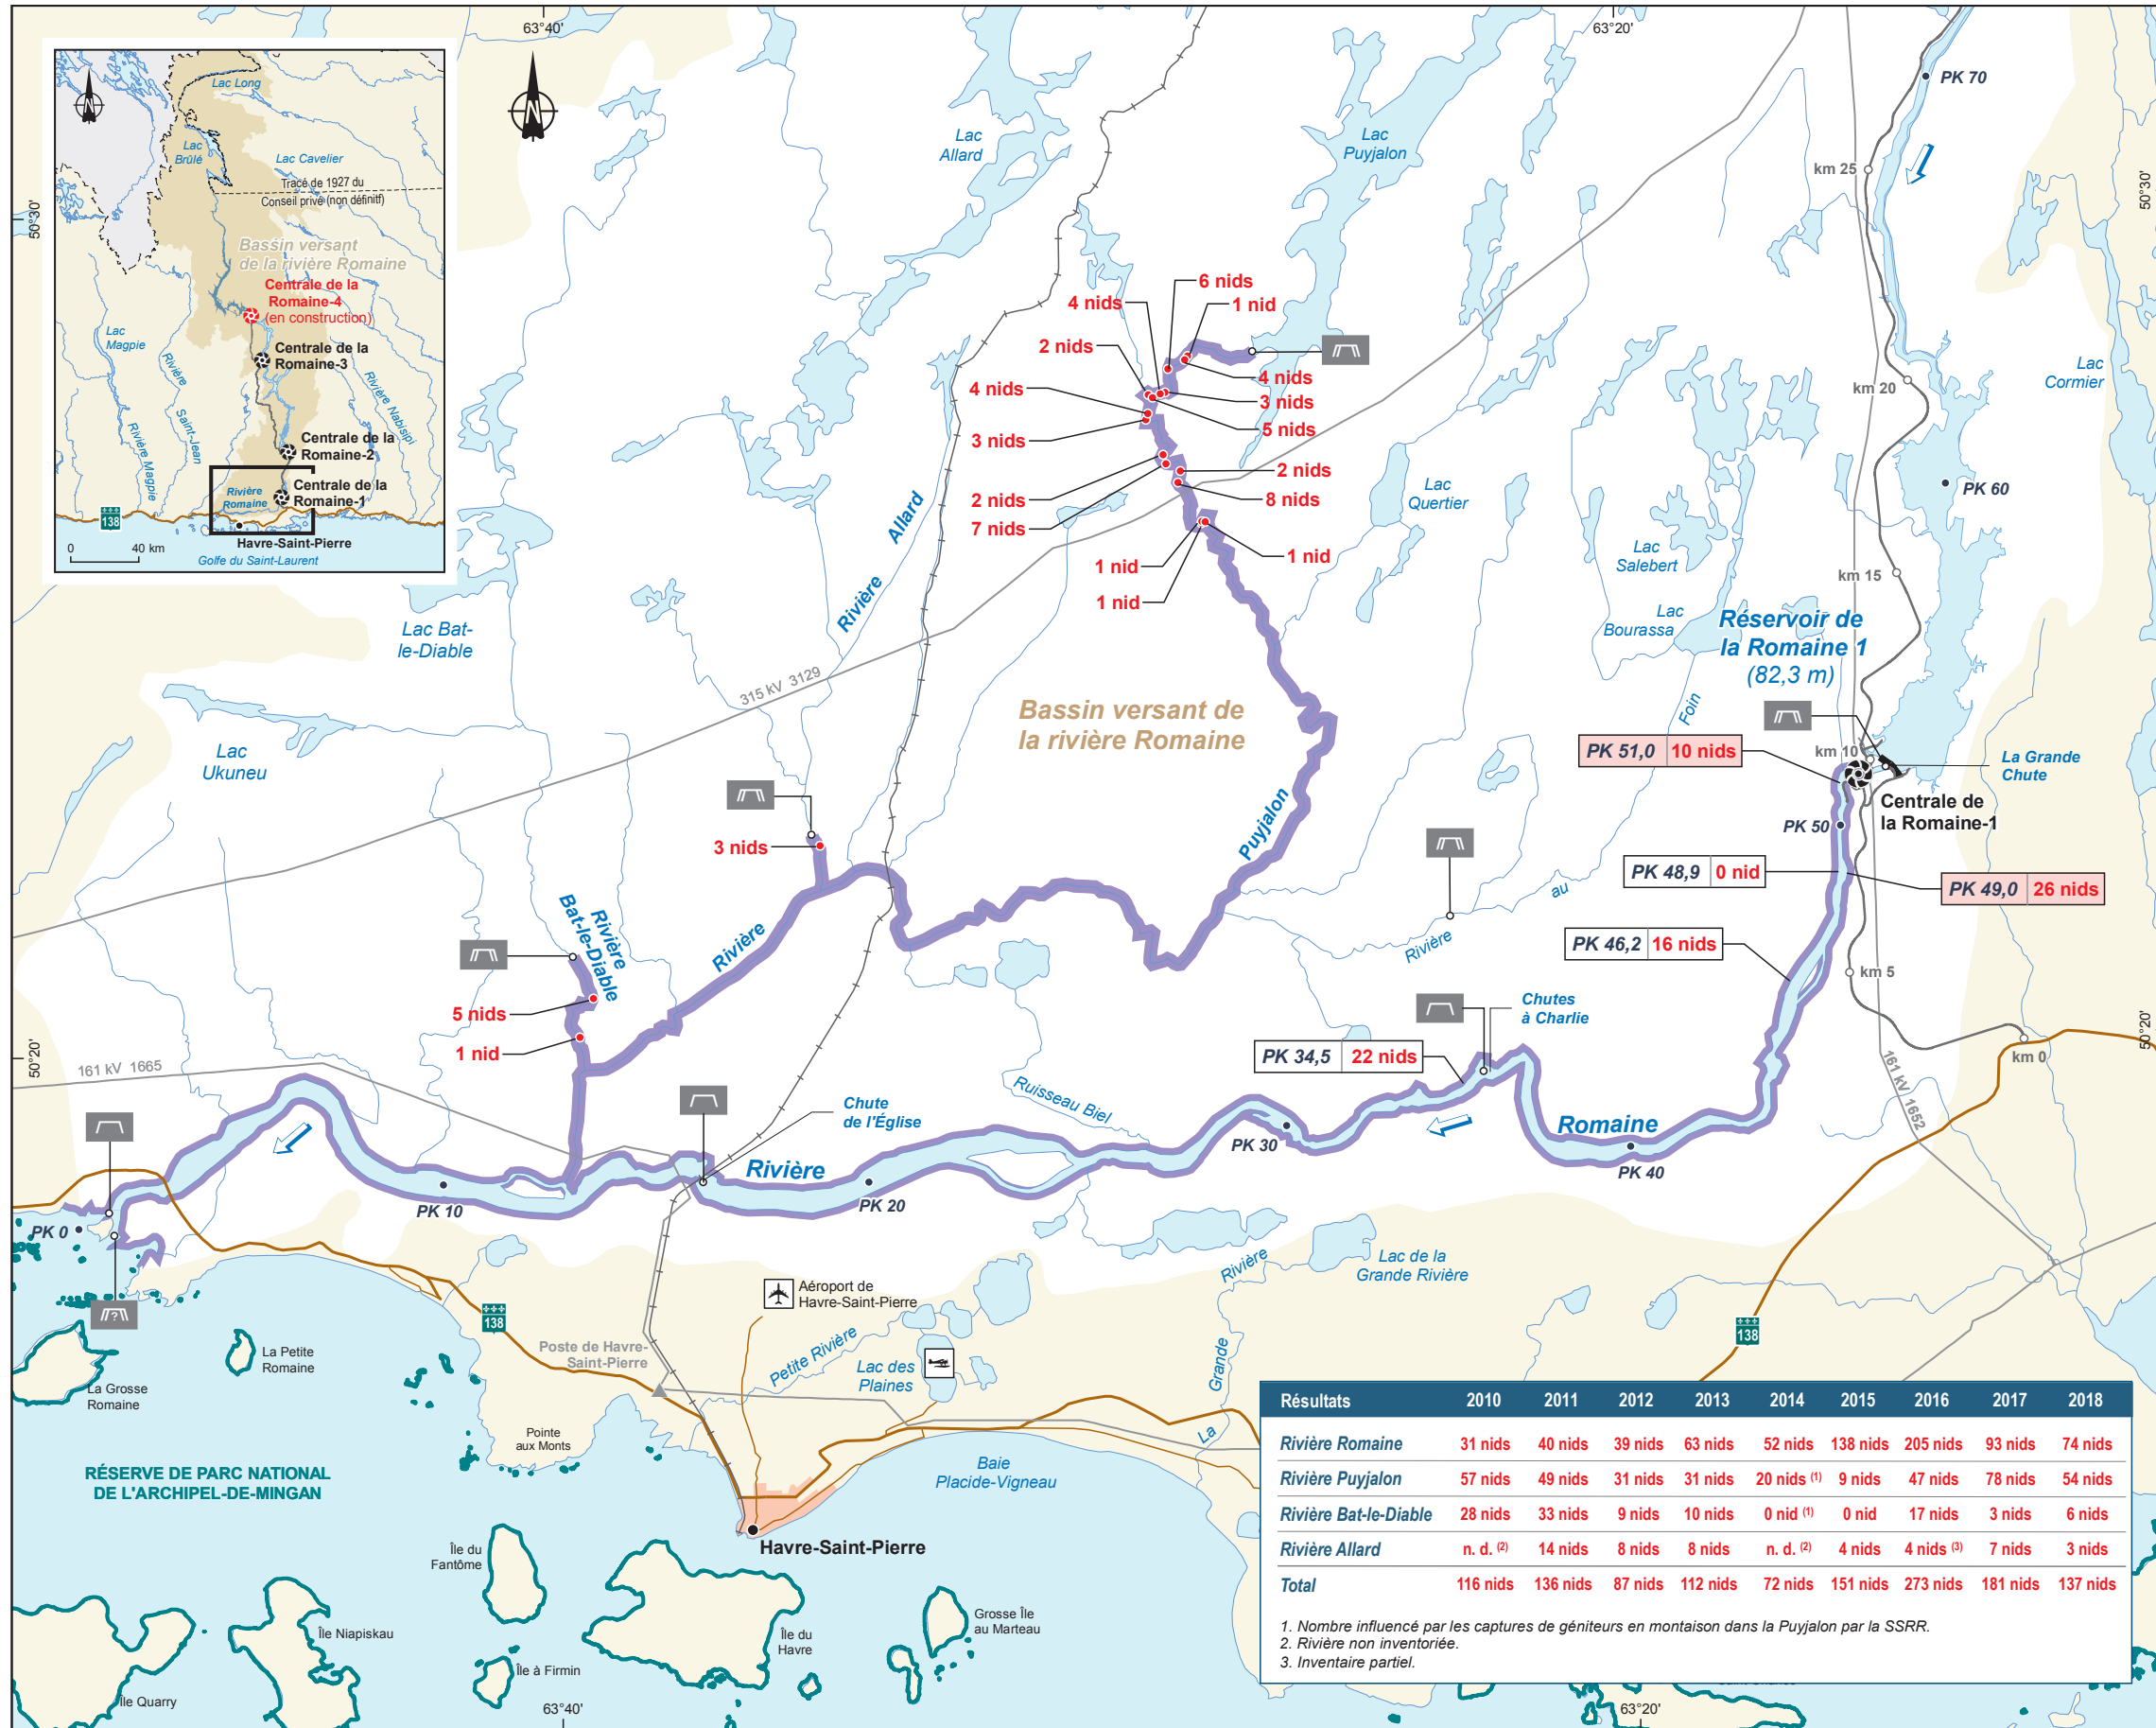 63°40'
63°20'
50°30'
50°30'
50°20'
50°20'
63°40'
63°20'
Lac Long
Lac
Brûlé
Lac Cavelier
Tracé de 1927 du
Conseil privé (non définitif)
Bassin versant
de la rivière Romaine
Centrale de la
Romaine-4
(en construction)
Lac
Magpie
Rivière
Saint-Jean
Rivière Magpie
Centrale de la
Romaine-3
Rivière Nabisipi
Centrale de la
Romaine-2
Centrale de la
Romaine-1
Rivière
Romaine
138
Havre-Saint-Pierre
0
40 km
Golfe du Saint-Laurent
Lac
Allard
Lac
Puyjalon
PK 70
km 25
6 nids
4 nids
1 nid
2 nids
4 nids
4 nids
3 nids
5 nids
3 nids
2 nids
2 nids
8 nids
7 nids
1 nid
1 nid
1 nid
km 20
Lac
Cormier
Lac
Quertier
PK 60
Lac
Salebert
km 15
Lac
Bourassa
Réservoir de
la Romaine 1
(82,3 m)
Rivière
Allard
Lac Bat-
le-Diable
315 kV 3129
Bassin versant de
la rivière Romaine
Lac
Ukuneu
Foin
au
Rivière
PK 51,0 10 nids
km 10
La Grande
Chute
Centrale de
la Romaine-1
PK 50
PK 48,9 0 nid
PK 49,0 26 nids
PK 46,2 16 nids
km 5
3 nids
Puyjalon
Rivière
Rivière
Bat-le-Diable
5 nids
1 nid
Chutes
à Charlie
PK 34,5 22 nids
km 0
161 kV 1665
161 kV 1652
Ruisseau Biel
Chute
de l'Église
Rivière
Romaine
PK 0
PK 10
PK 20
PK 30
PK 40
?
Rivière
Grande
La
Lac de la
Grande Rivière
Aéroport de
Havre-Saint-Pierre
138
138
Poste de Havre-
Saint-Pierre
Petite Rivière
Lac des
Plaines
La Petite
Romaine
La Grosse
Romaine
Pointe
aux Monts
RÉSERVE DE PARC NATIONAL
DE L'ARCHIPEL-DE-MINGAN
Baie
Placide-Vigneau
Havre-Saint-Pierre
Île du
Fantôme
Île Niapiskau
Île à Firmin
Île du
Havre
Grosse Île
au Marteau
Île Quarry
Résultats 2010 2011 2012 2013 2014 2015 2016 2017 2018
Rivière Romaine 31 nids 40 nids 39 nids 63 nids 52 nids 138 nids 205 nids 93 nids 74 nids
Rivière Puyjalon 57 nids 49 nids 31 nids 31 nids 20 nids (1) 9 nids 47 nids 78 nids 54 nids
Rivière Bat-le-Diable 28 nids 33 nids 9 nids 10 nids 0 nid (1) 0 nid 17 nids 3 nids 6 nids
Rivière Allard n. d. (2) 14 nids 8 nids 8 nids n. d. (2) 4 nids 4 nids (3) 7 nids 3 nids
Total 116 nids 136 nids 87 nids 112 nids 72 nids 151 nids 273 nids 181 nids 137 nids
1. Nombre influencé par les captures de géniteurs en montaison dans la Puyjalon par la SSRR.
2. Rivière non inventoriée.
3. Inventaire partiel.